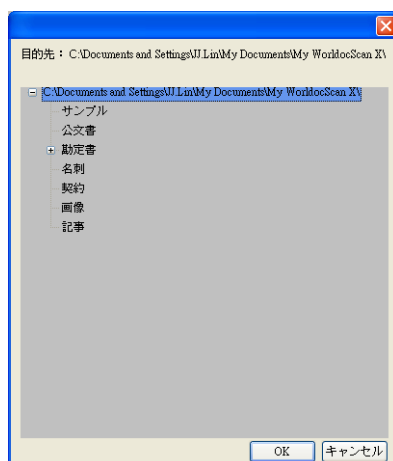 目的先： C:\Documents and Settings\JJ.Lin\My Documents\My WorldocScan X\
C:\Documents and Settings\JJ.Lin\My Documents\My WorldocScan X\
サンプル
公文書
勘定書
名刺
契約
画像
記事
OK キャンセル